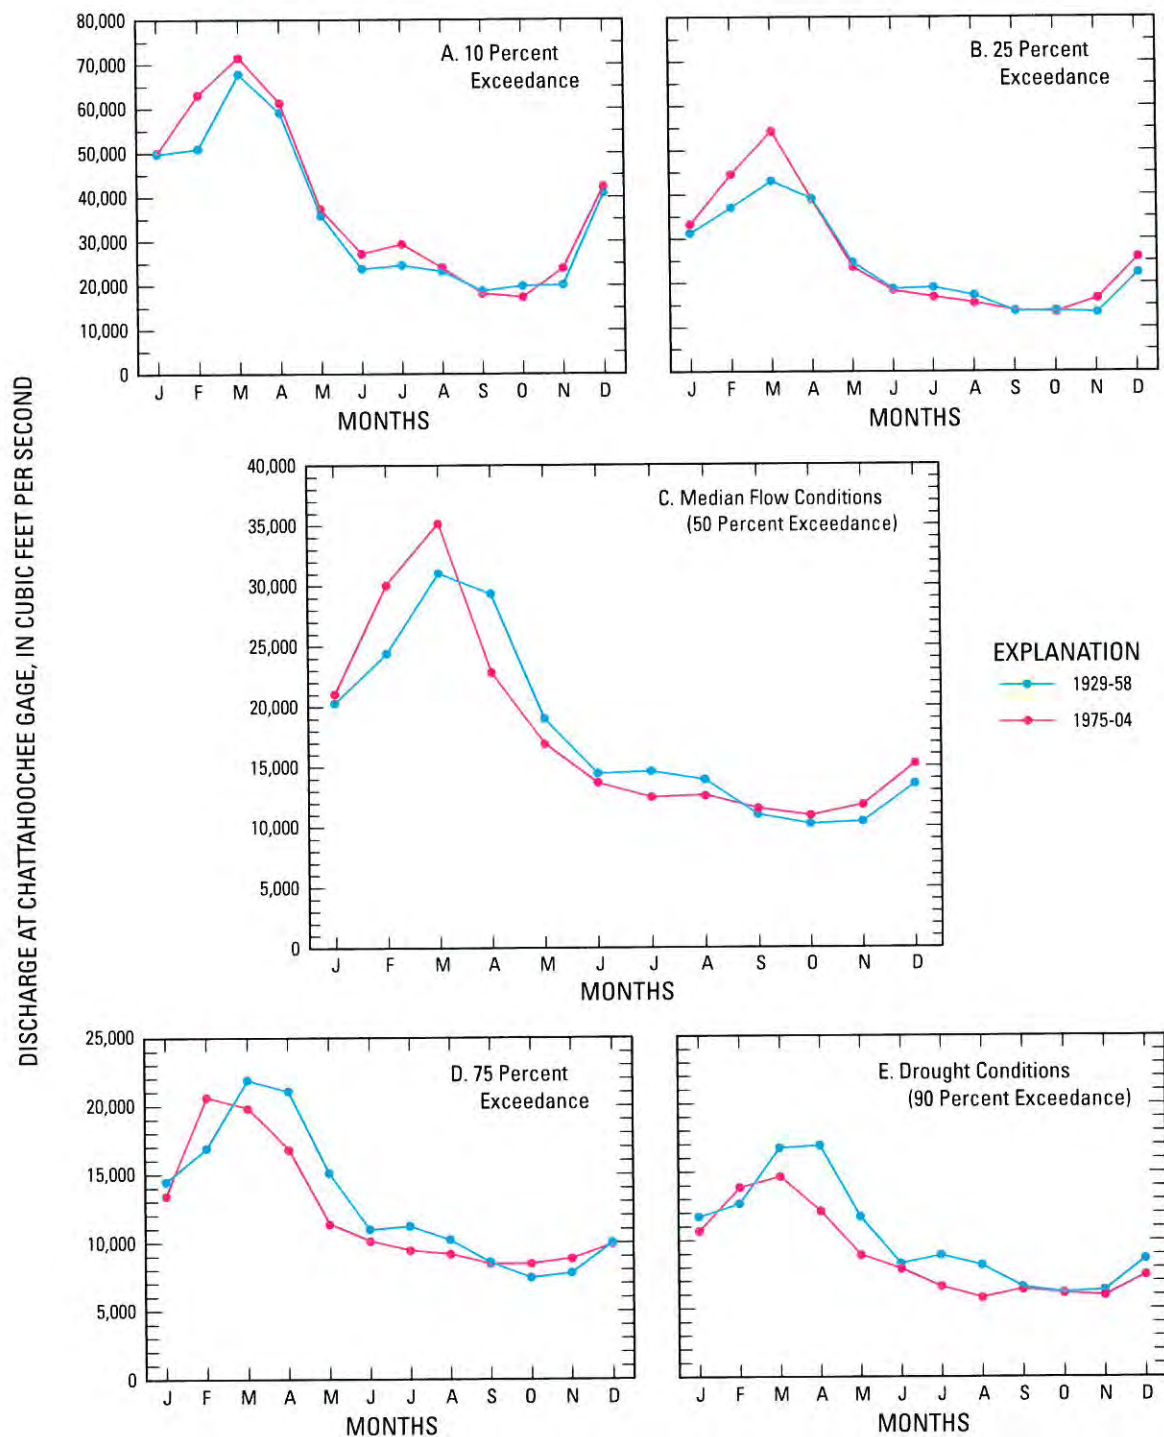 DISCHARGE AT CHATTAHOOCHEE GAGE, IN CUBIC FEET PER SECOND
A. 10 Percent
Exceedance
80,000
70,000
60,000
50,000
40,000
30,000
20,000
10,000
0
J F M A M J J A S O N D
MONTHS
B. 25 Percent
Exceedance
J F M A M J J A S O N D
MONTHS
C. Median Flow Conditions
(50 Percent Exceedance)
40,000
35,000
30,000
25,000
20,000
15,000
10,000
5,000
0
J F M A M J J A S O N D
MONTHS
EXPLANATION
1929-58
1975-04
D. 75 Percent
Exceedance
25,000
20,000
15,000
10,000
5,000
0
J F M A M J J A S O N D
MONTHS
E. Drought Conditions
(90 Percent Exceedance)
J F M A M J J A S O N D
MONTHS